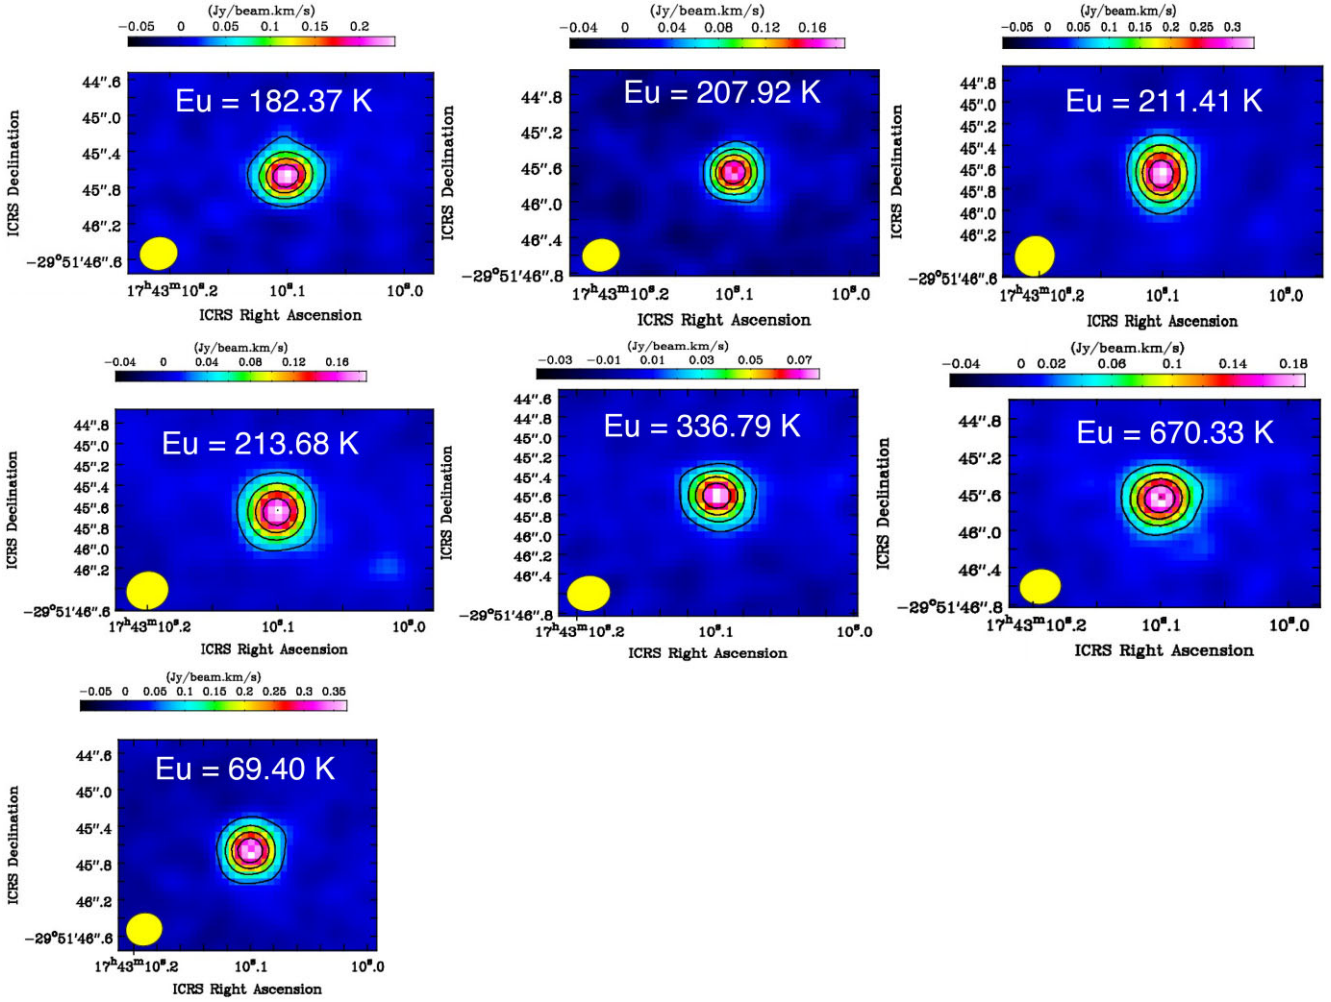 (Jy/beam.km/s)
−0.05 0 0.05 0.1 0.15 0.2
Eu = 182.37 K
44".6
45".0
45".4
45".8
46".2
−29°51'46".6
ICRS Declination
17ʰ43ᵐ10ˢ.2 10ˢ.1 10ˢ.0
ICRS Right Ascension
(Jy/beam.km/s)
−0.04 0 0.04 0.08 0.12 0.16
Eu = 207.92 K
44".8
45".2
45".6
46".0
46".4
−29°51'46".8
ICRS Declination
17ʰ43ᵐ10ˢ.2 10ˢ.1 10ˢ.0
ICRS Right Ascension
(Jy/beam.km/s)
−0.05 0 0.05 0.1 0.15 0.2 0.25 0.3
Eu = 211.41 K
44".8
45".0
45".2
45".4
45".6
45".8
46".0
46".2
−29°51'46".6
ICRS Declination
17ʰ43ᵐ10ˢ.2 10ˢ.1 10ˢ.0
ICRS Right Ascension
(Jy/beam.km/s)
−0.04 0 0.04 0.08 0.12 0.16
Eu = 213.68 K
44".8
45".0
45".2
45".4
45".6
45".8
46".0
46".2
−29°51'46".6
ICRS Declination
17ʰ43ᵐ10ˢ.2 10ˢ.1 10ˢ.0
ICRS Right Ascension
(Jy/beam.km/s)
−0.03 −0.01 0.01 0.03 0.05 0.07
Eu = 336.79 K
44".6
44".8
45".0
45".2
45".4
45".6
45".8
46".0
46".2
46".4
−29°51'46".8
ICRS Declination
17ʰ43ᵐ10ˢ.2 10ˢ.1 10ˢ.0
ICRS Right Ascension
(Jy/beam.km/s)
−0.04 0 0.02 0.06 0.1 0.14 0.18
Eu = 670.33 K
44".8
45".2
45".6
46".0
46".4
−29°51'46".8
ICRS Declination
17ʰ43ᵐ10ˢ.2 10ˢ.1 10ˢ.0
ICRS Right Ascension
(Jy/beam.km/s)
−0.05 0 0.05 0.1 0.15 0.2 0.25 0.3 0.35
Eu = 69.40 K
44".6
45".0
45".4
45".8
46".2
−29°51'46".6
ICRS Declination
17ʰ43ᵐ10ˢ.2 10ˢ.1 10ˢ.0
ICRS Right Ascension